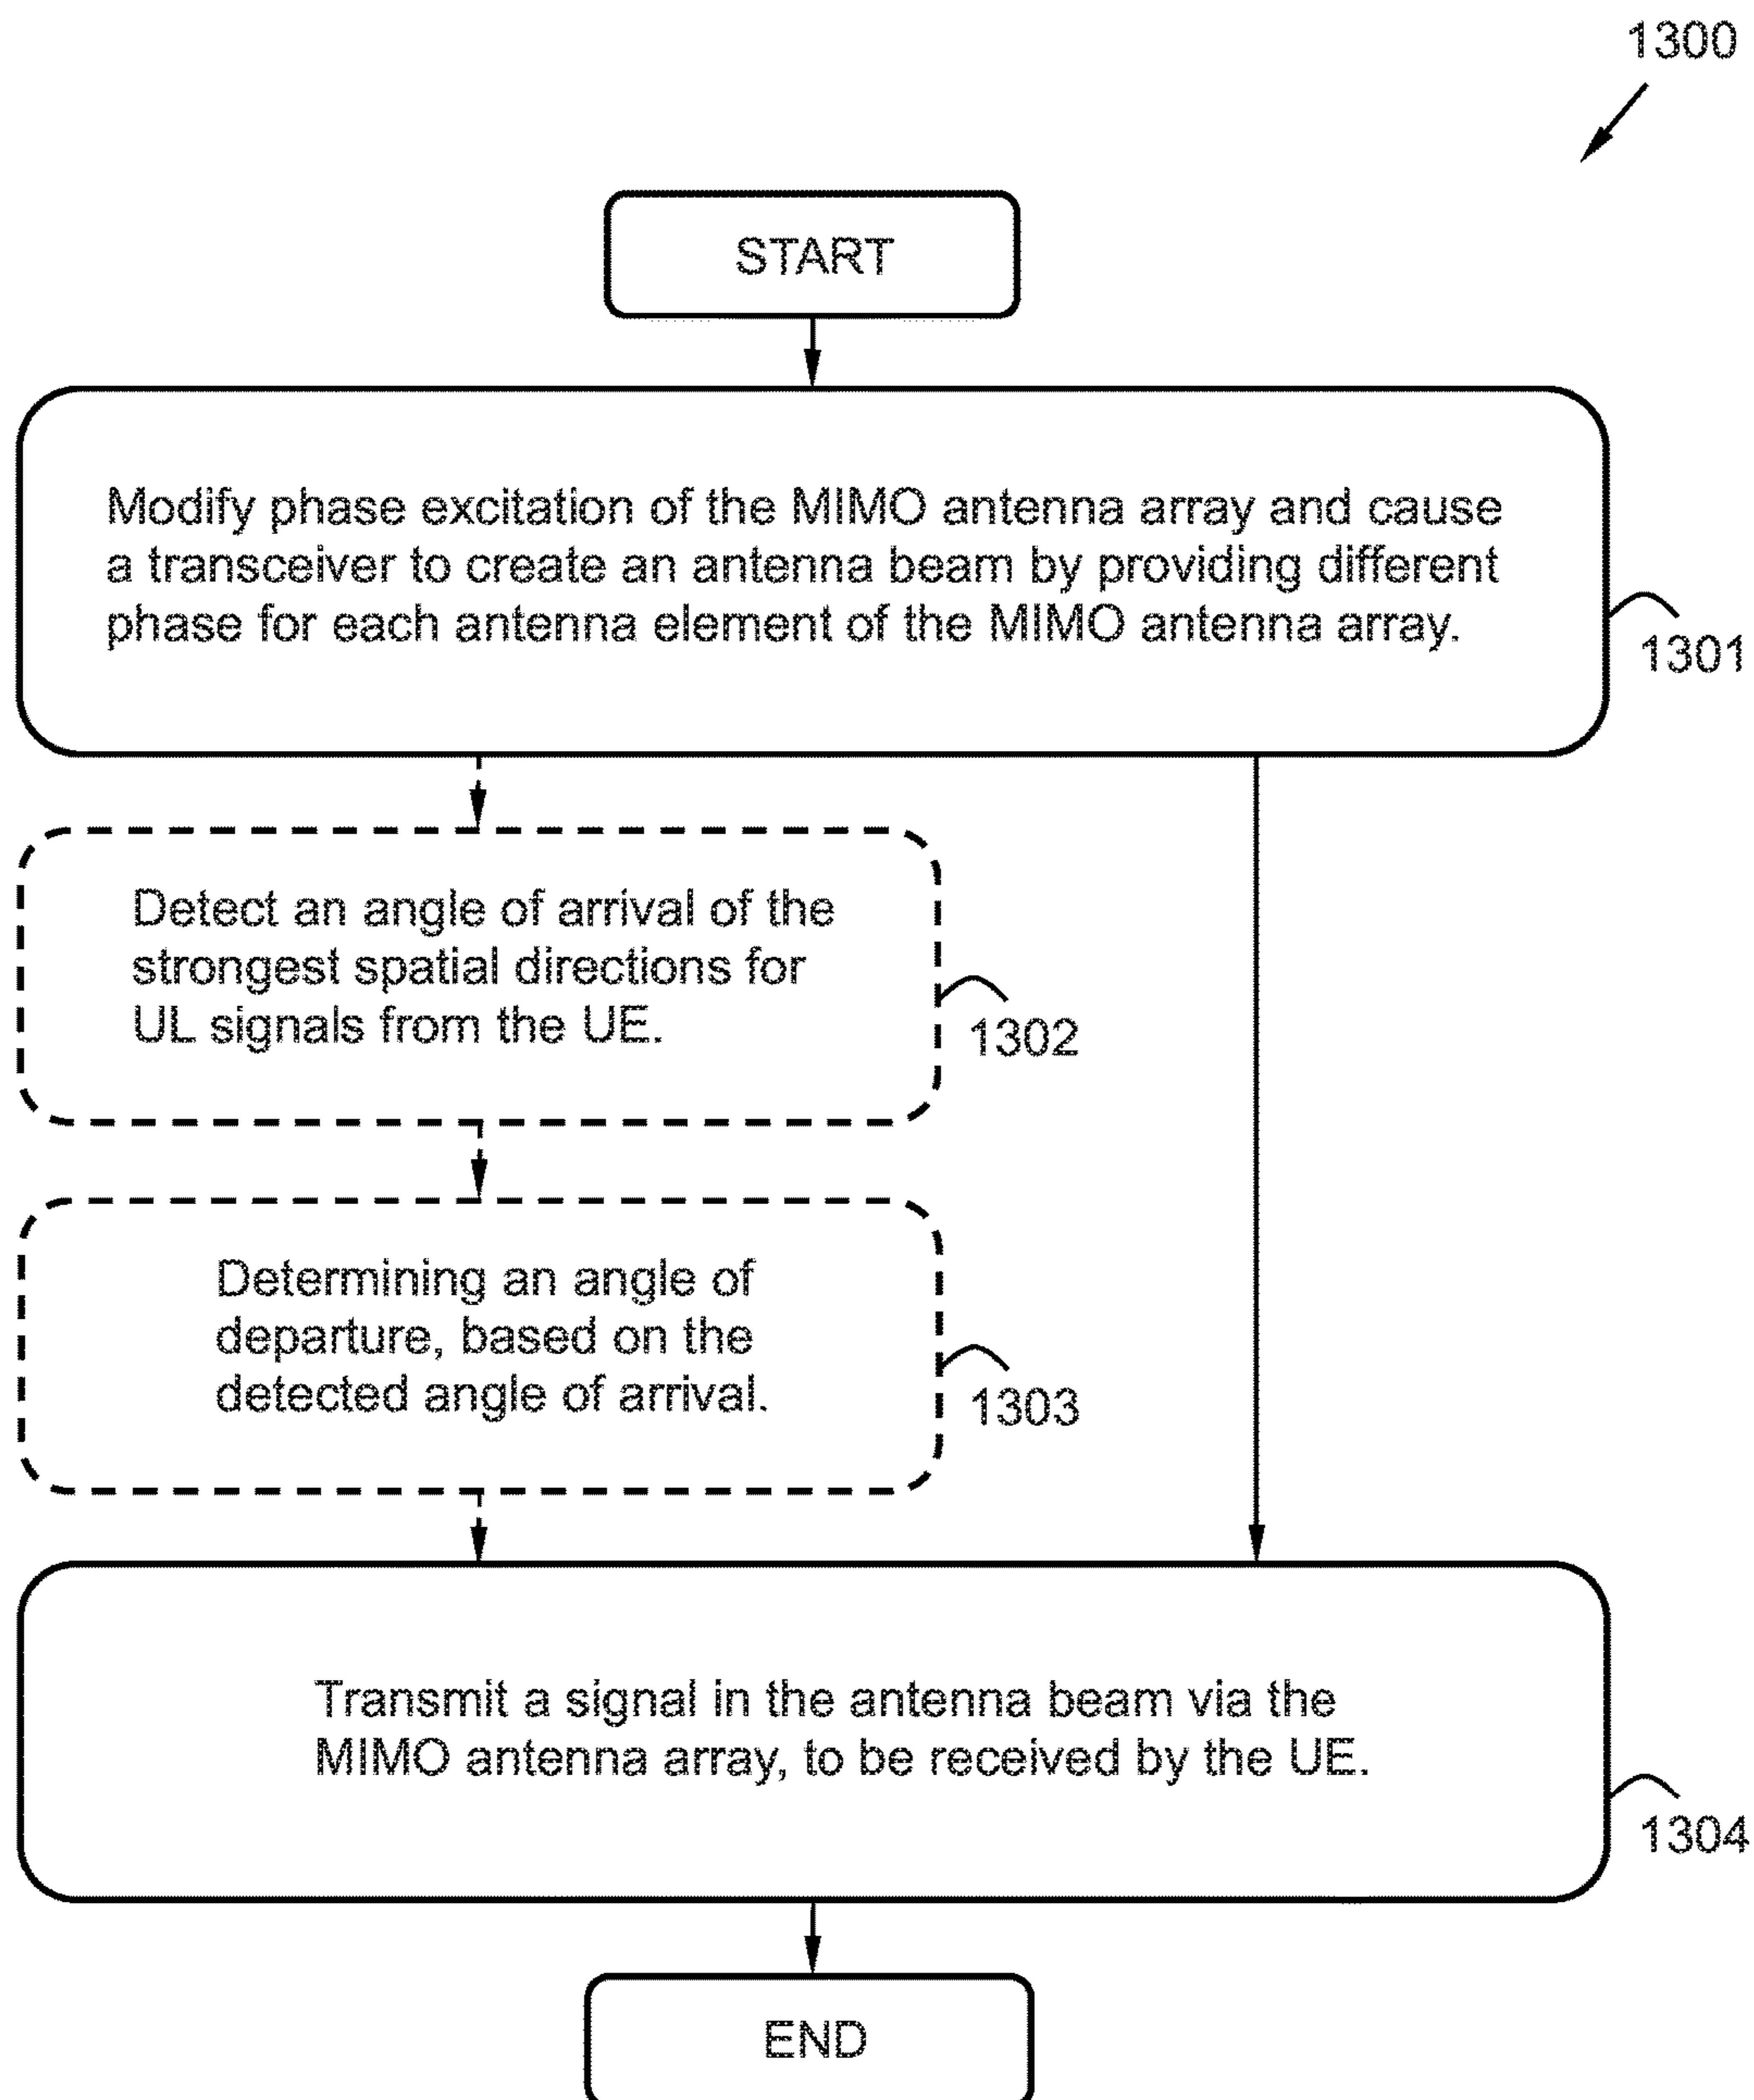 1300
START
Modify phase excitation of the MIMO antenna array and cause
a transceiver to create an antenna beam by providing different
phase for each antenna element of the MIMO antenna array.
1301
Detect an angle of arrival of the
strongest spatial directions for
UL signals from the UE.
1302
Determining an angle of
departure, based on the
detected angle of arrival.
1303
Transmit a signal in the antenna beam via the
MIMO antenna array, to be received by the UE.
1304
END